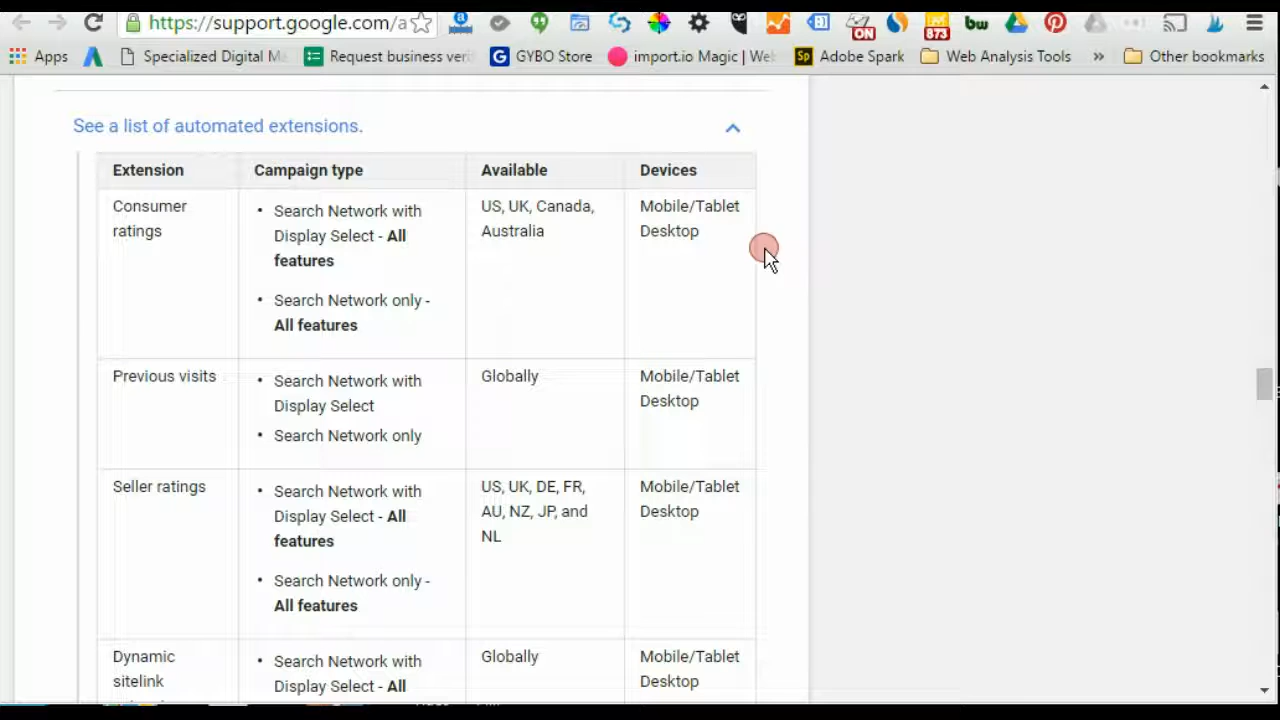 https://support.google.com/a
ON
bw
873
Apps
Specialized Digital M
Request business veri
G GYBO Store
import.io Magic | We
Sp Adobe Spark
Web Analysis Tools
»
Other bookmarks
See a list of automated extensions.
Extension Campaign type Available Devices
Consumer
ratings
• Search Network with
Display Select - All
features
• Search Network only -
All features
US, UK, Canada,
Australia
Mobile/Tablet
Desktop
Previous visits
• Search Network with
Display Select
• Search Network only
Globally
Mobile/Tablet
Desktop
Seller ratings
• Search Network with
Display Select - All
features
• Search Network only -
All features
US, UK, DE, FR,
AU, NZ, JP, and
NL
Mobile/Tablet
Desktop
Dynamic
sitelink
• Search Network with
Display Select - All
Globally
Mobile/Tablet
Desktop